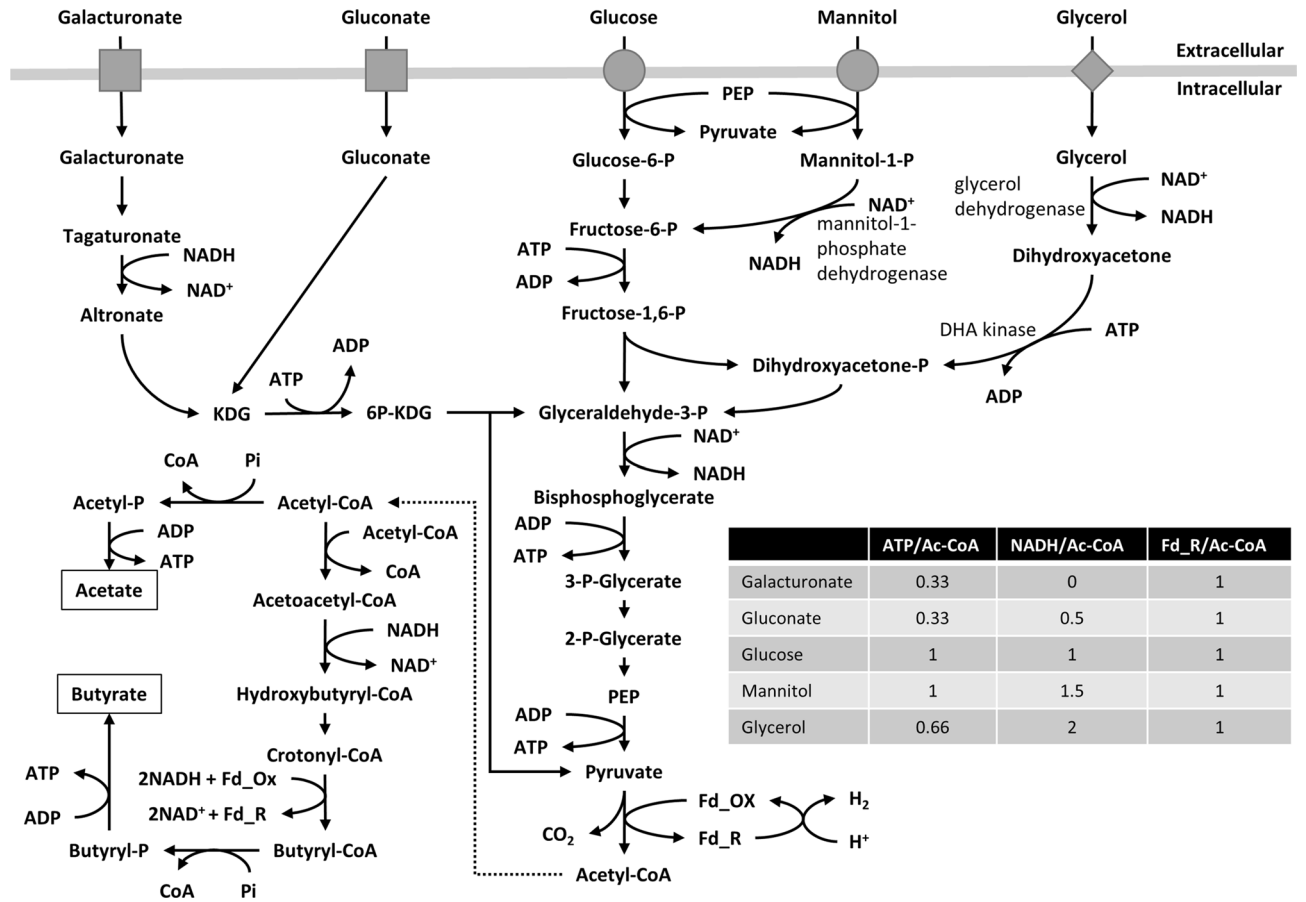 Galacturonate
Gluconate
Glucose
Mannitol
Glycerol
Extracellular
Intracellular
PEP
Pyruvate
Galacturonate
Gluconate
Glucose-6-P
Mannitol-1-P
Glycerol
glycerol
dehydrogenase
NAD+
NADH
Tagaturonate
NADH
NAD+
Altronate
Fructose-6-P
NAD+
NADH
mannitol-1-
phosphate
dehydrogenase
Dihydroxyacetone
ATP
ADP
Fructose-1,6-P
DHA kinase
ATP
ADP
Dihydroxyacetone-P
ATP
ADP
KDG
6P-KDG
Glyceraldehyde-3-P
NAD+
NADH
Bisphosphoglycerate
CoA
Pi
Acetyl-P
Acetyl-CoA
ADP
ATP
Acetate
Acetyl-CoA
CoA
Acetoacetyl-CoA
NADH
NAD+
Hydroxybutyryl-CoA
Crotonyl-CoA
2NADH + Fd_Ox
2NAD+ + Fd_R
Butyrate
ATP
ADP
Butyryl-P
Butyryl-CoA
CoA
Pi
ADP
ATP
3-P-Glycerate
2-P-Glycerate
PEP
ADP
ATP
Pyruvate
CO2
Fd_OX
Fd_R
H2
H+
Acetyl-CoA
ATP/Ac-CoA NADH/Ac-CoA Fd_R/Ac-CoA
Galacturonate 0.33 0 1
Gluconate 0.33 0.5 1
Glucose 1 1 1
Mannitol 1 1.5 1
Glycerol 0.66 2 1